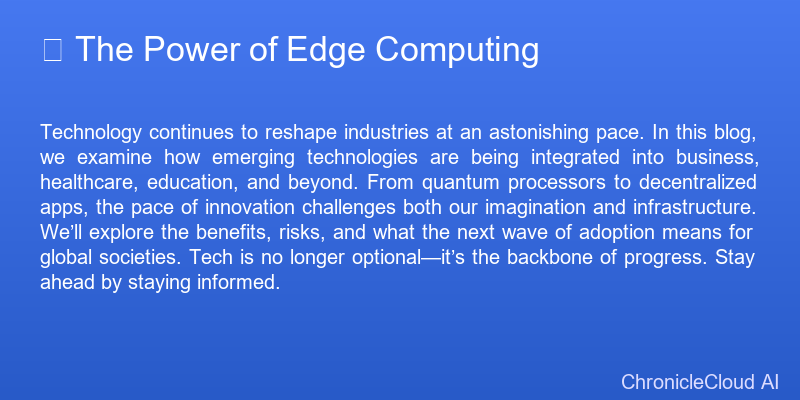 The Power of Edge Computing
Technology continues to reshape industries at an astonishing pace. In this blog,
we examine how emerging technologies are being integrated into business,
healthcare, education, and beyond. From quantum processors to decentralized
apps, the pace of innovation challenges both our imagination and infrastructure.
We’ll explore the benefits, risks, and what the next wave of adoption means for
global societies. Tech is no longer optional—it’s the backbone of progress. Stay
ahead by staying informed.
ChronicleCloud AI